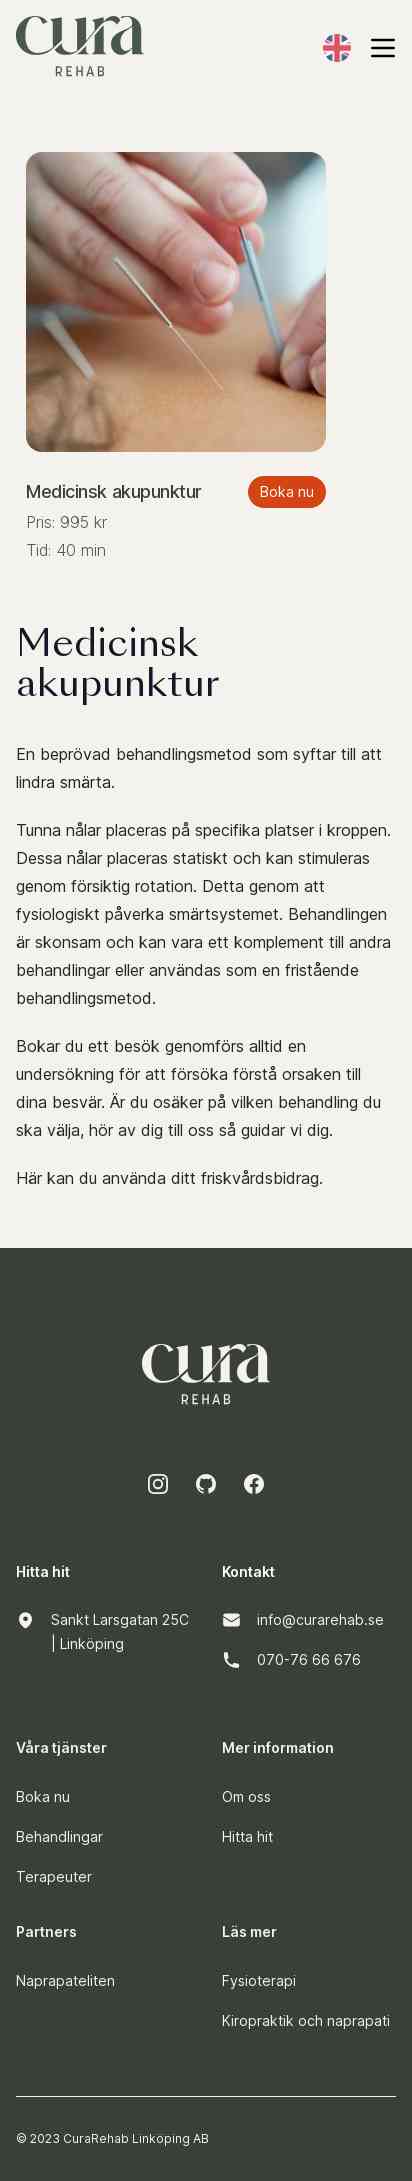 cura
REHAB
Medicinsk akupunktur
Boka nu
Pris: 995 kr
Tid: 40 min
Medicinsk
akupunktur
En beprövad behandlingsmetod som syftar till att
lindra smärta.
Tunna nålar placeras på specifika platser i kroppen.
Dessa nålar placeras statiskt och kan stimuleras
genom försiktig rotation. Detta genom att
fysiologiskt påverka smärtsystemet. Behandlingen
är skonsam och kan vara ett komplement till andra
behandlingar eller användas som en fristående
behandlingsmetod.
Bokar du ett besök genomförs alltid en
undersökning för att försöka förstå orsaken till
dina besvär. Är du osäker på vilken behandling du
ska välja, hör av dig till oss så guidar vi dig.
Här kan du använda ditt friskvårdsbidrag.
cura
REHAB
Hitta hit
Sankt Larsgatan 25C
| Linköping
Kontakt
info@curarehab.se
070-76 66 676
Våra tjänster
Boka nu
Behandlingar
Terapeuter
Mer information
Om oss
Hitta hit
Partners
Naprapateliten
Läs mer
Fysioterapi
Kiropraktik och naprapati
© 2023 CuraRehab Linköping AB